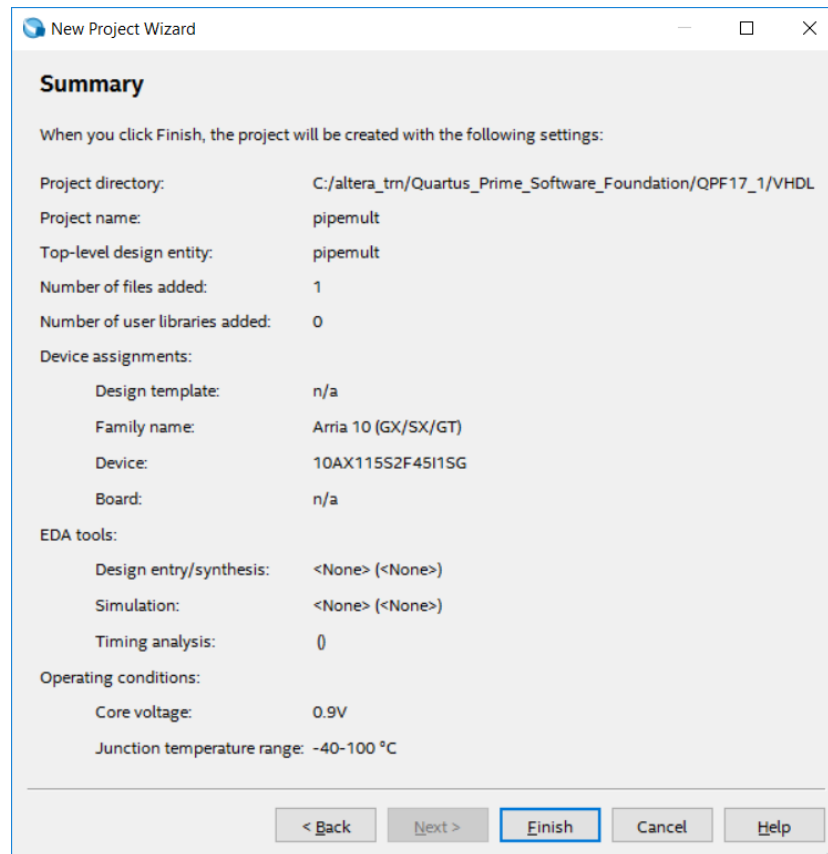 New Project Wizard
Summary
When you click Finish, the project will be created with the following settings:
Project directory: C:/altera_trn/Quartus_Prime_Software_Foundation/QPF17_1/VHDL
Project name: pipemult
Top-level design entity: pipemult
Number of files added: 1
Number of user libraries added: 0
Device assignments:
Design template: n/a
Family name: Arria 10 (GX/SX/GT)
Device: 10AX115S2F45I1SG
Board: n/a
EDA tools:
Design entry/synthesis: <None> (<None>)
Simulation: <None> (<None>)
Timing analysis: ()
Operating conditions:
Core voltage: 0.9V
Junction temperature range: -40-100 °C
< Back Next > Finish Cancel Help